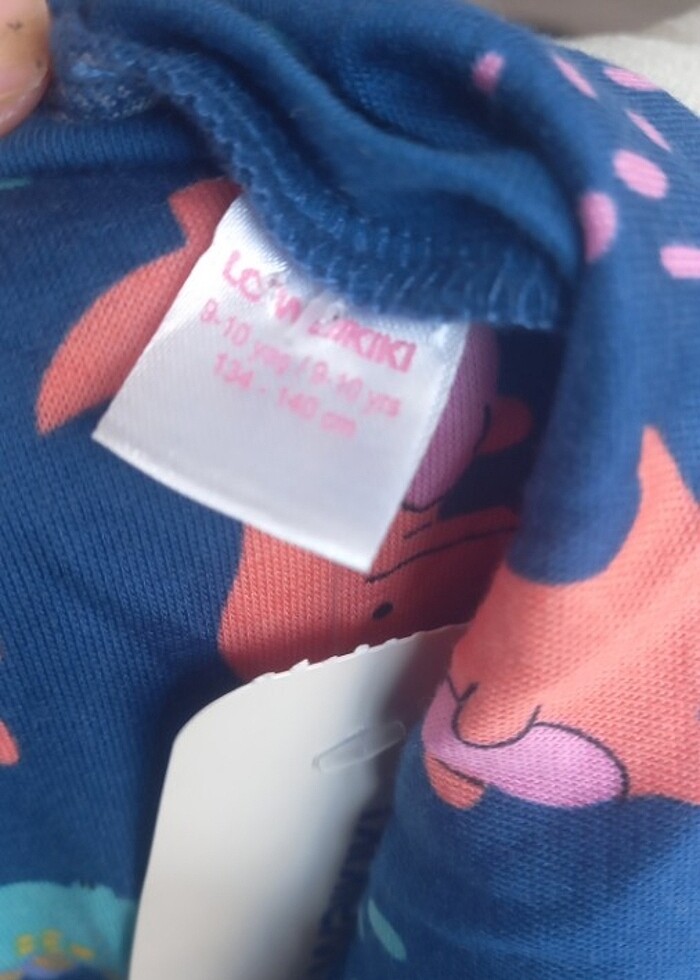 LC WAIKIKI
9-10 yaş / 9-10 yrs
134 - 140 cm